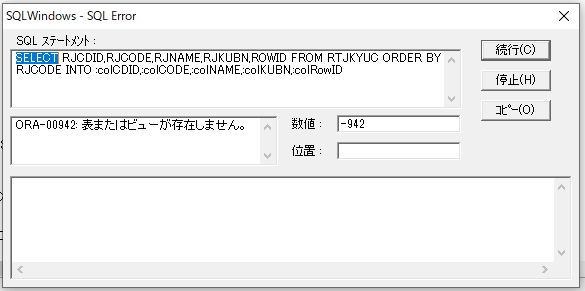 SQLWindows - SQL Error
SQL ステートメント :
SELECT RJCDID,RJCODE,RJNAME,RJKUBN,ROWID FROM RTJKYUC ORDER BY
RJCODE INTO :colCDID,:colCODE,:colNAME,:colKUBN,:colRowID
続行(C)
停止(H)
コピー(O)
ORA-00942: 表またはビューが存在しません。
数値 :
-942
位置 :